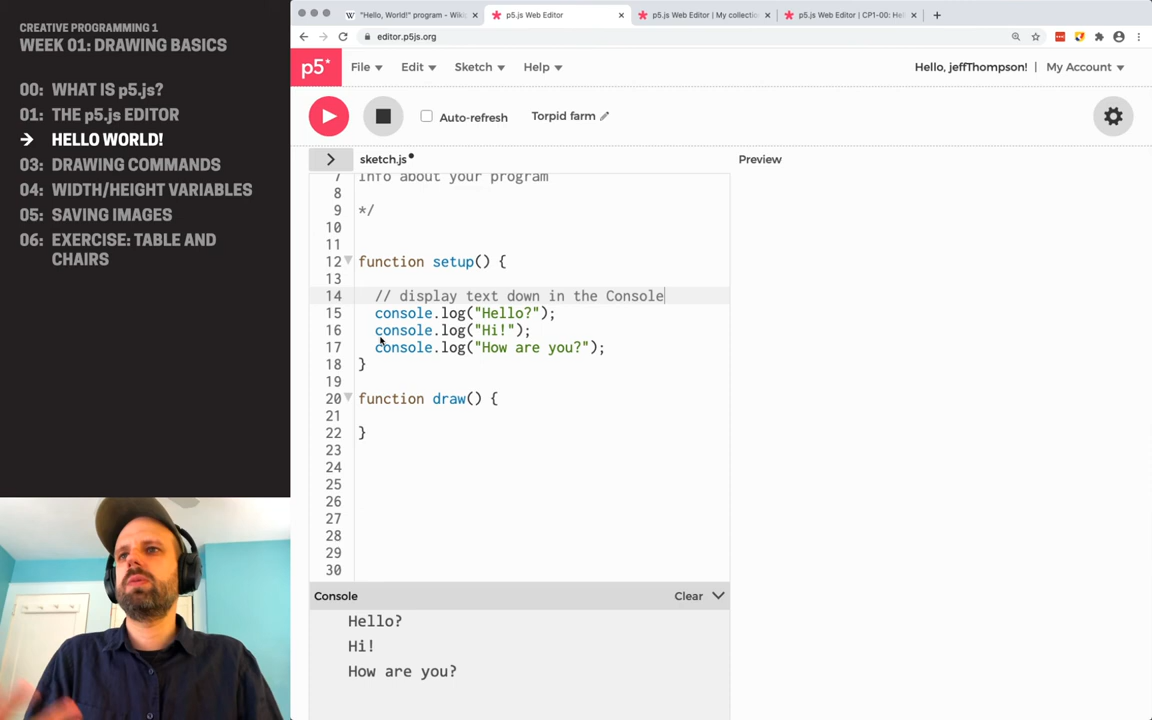 CREATIVE PROGRAMMING 1
WEEK 01: DRAWING BASICS
00: WHAT IS p5.js?
01: THE p5.js EDITOR
→ HELLO WORLD!
03: DRAWING COMMANDS
04: WIDTH/HEIGHT VARIABLES
05: SAVING IMAGES
06: EXERCISE: TABLE AND
CHAIRS
"Hello, World!" program - Wiki
p5.js Web Editor
p5.js Web Editor | My collectio
p5.js Web Editor | CP1-00: Hel
editor.p5js.org
p5*
File
Edit
Sketch
Help
Hello, jeffThompson!
My Account
Auto-refresh
Torpid farm
> sketch.js
Preview
7 Info about your program
8
9 */
10
11
12 function setup() {
13
14 // display text down in the Console
15 console.log("Hello?");
16 console.log("Hi!");
17 console.log("How are you?");
18 }
19
20 function draw() {
21
22 }
23
24
25
26
27
28
29
30
Console
Clear
Hello?
Hi!
How are you?